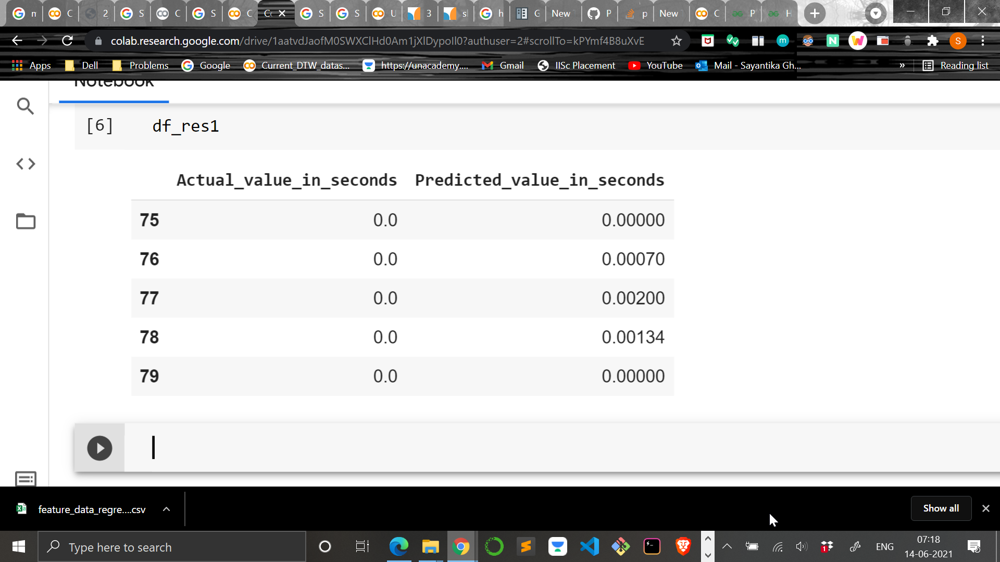 n C 2 S C S C Co S S U 3 sl h G New P p New C P H
colab.research.google.com/drive/1aatvdJaofM0SWXClHd0Am1jXlDypoIl0?authuser=2#scrollTo=kPYmf4B8uXvE S
Apps Dell Problems Google Current_DTW_datas... https://unacademy.... Gmail IISc Placement YouTube Mail - Sayantika Gh... » Reading list
Notebook
[6] df_res1
Actual_value_in_seconds Predicted_value_in_seconds
75 0.0 0.00000
76 0.0 0.00070
77 0.0 0.00200
78 0.0 0.00134
79 0.0 0.00000
feature_data_regre....csv Show all
Type here to search ENG 07:18
14-06-2021